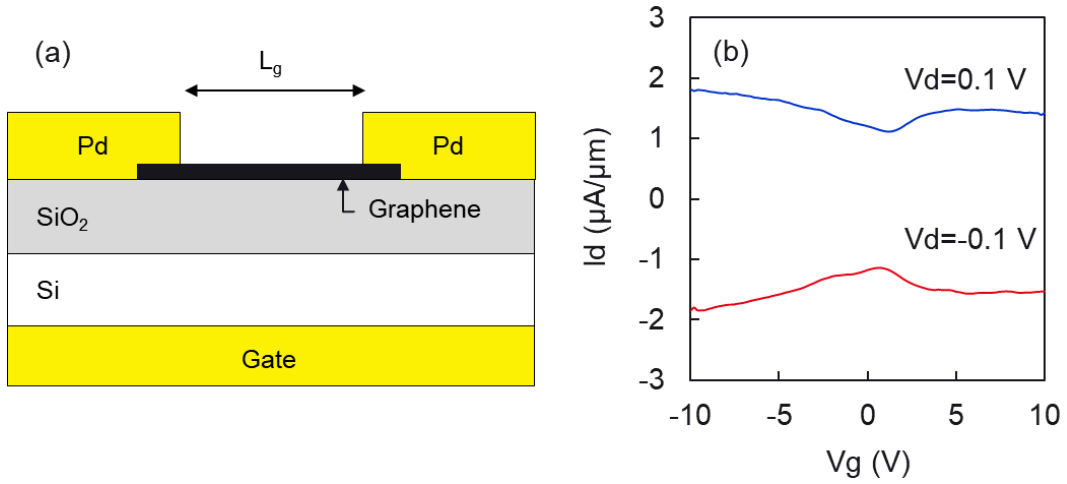 (a)
L_g
Pd
Pd
Graphene
SiO₂
Si
Gate
(b)
Vd=0.1 V
Vd=-0.1 V
Id (µA/µm)
3
2
1
0
-1
-2
-3
-10
-5
0
5
10
Vg (V)